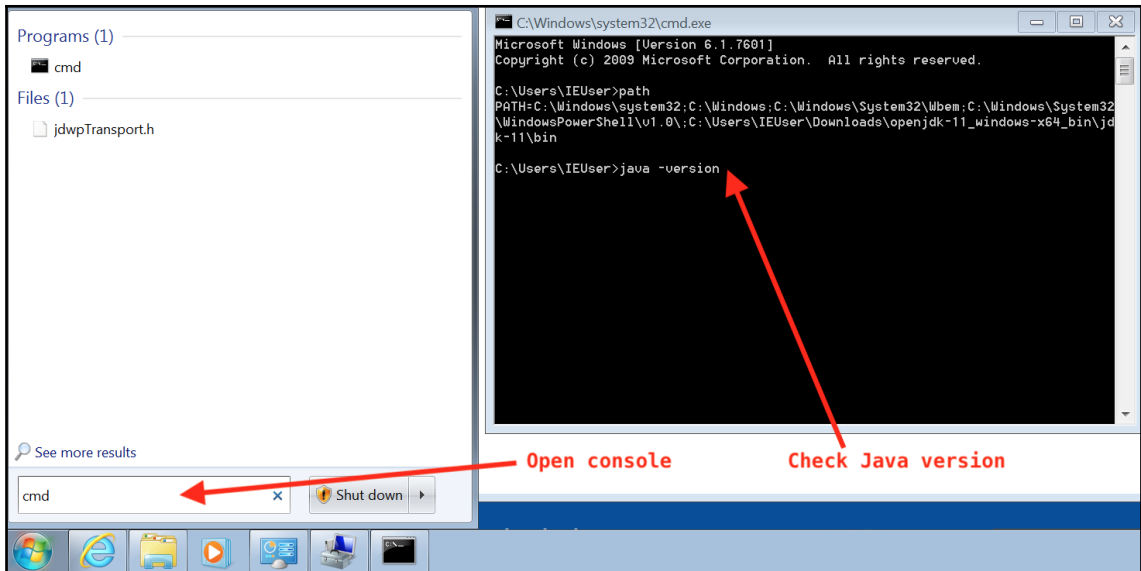 Programs (1)
cmd
Files (1)
jdwpTransport.h
See more results
cmd
Shut down
C:\Windows\system32\cmd.exe
Microsoft Windows [Version 6.1.7601]
Copyright (c) 2009 Microsoft Corporation.  All rights reserved.
C:\Users\IEUser>path
PATH=C:\Windows\system32;C:\Windows;C:\Windows\System32\Wbem;C:\Windows\System32
\WindowsPowerShell\v1.0\;C:\Users\IEUser\Downloads\openjdk-11_windows-x64_bin\jd
k-11\bin
C:\Users\IEUser>java -version
Open console
Check Java version